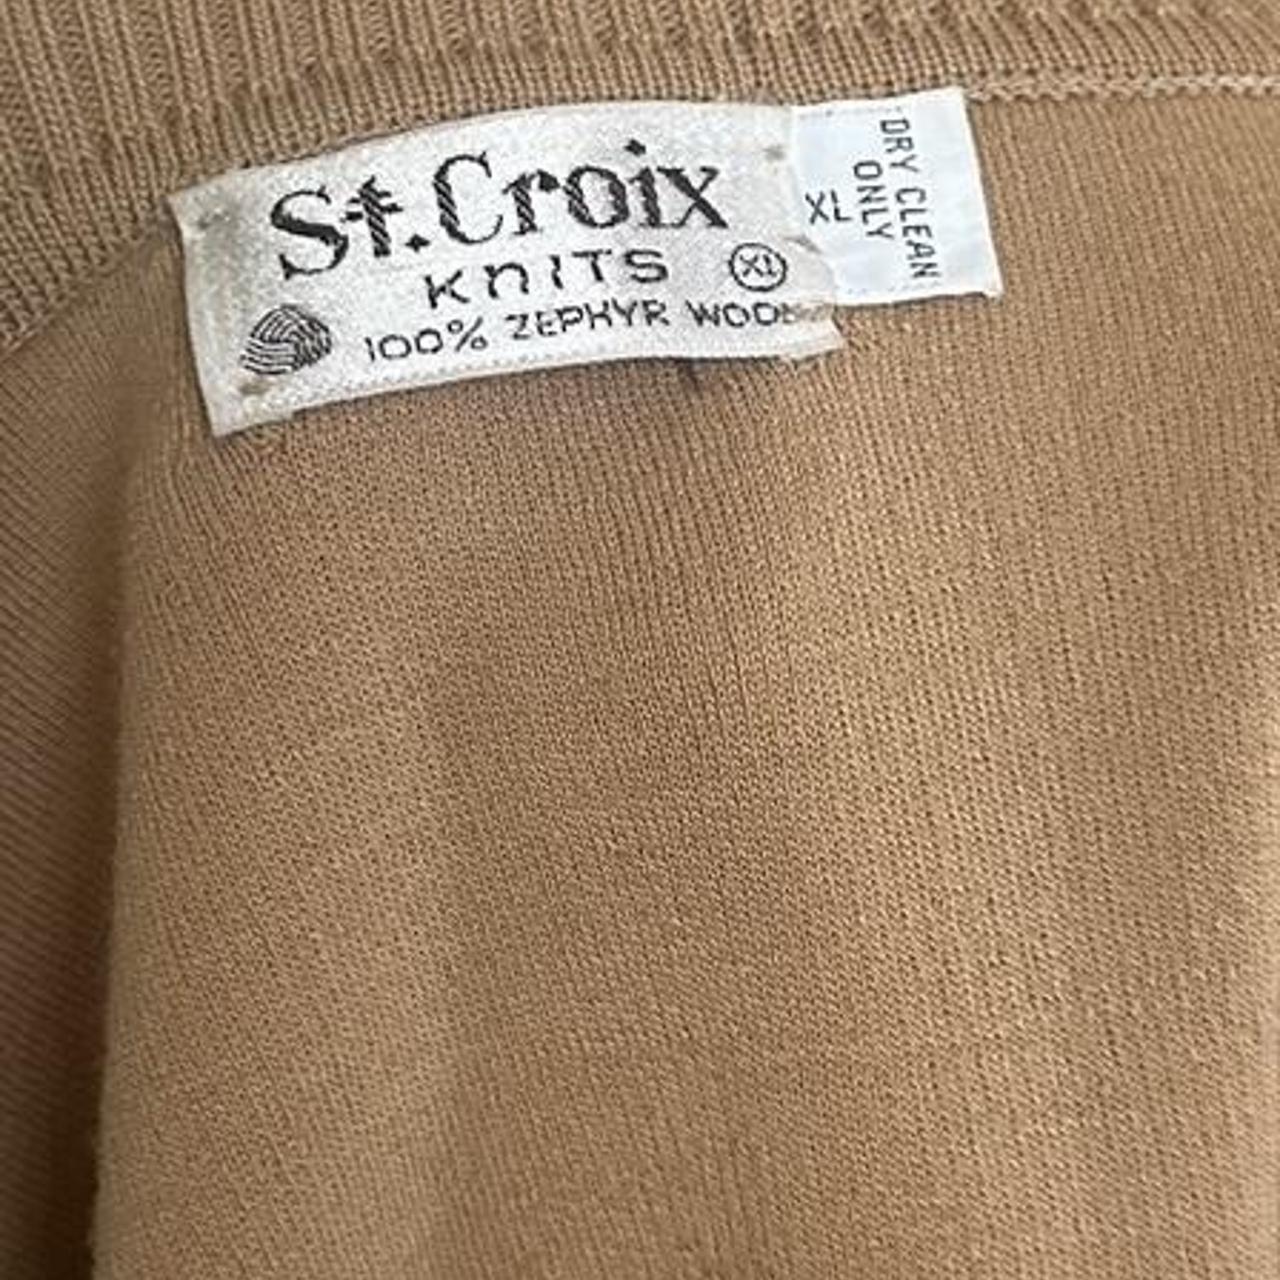 St. Croix
KNITS XL
100% ZEPHYR WOOL
XL
DRY CLEAN
ONLY